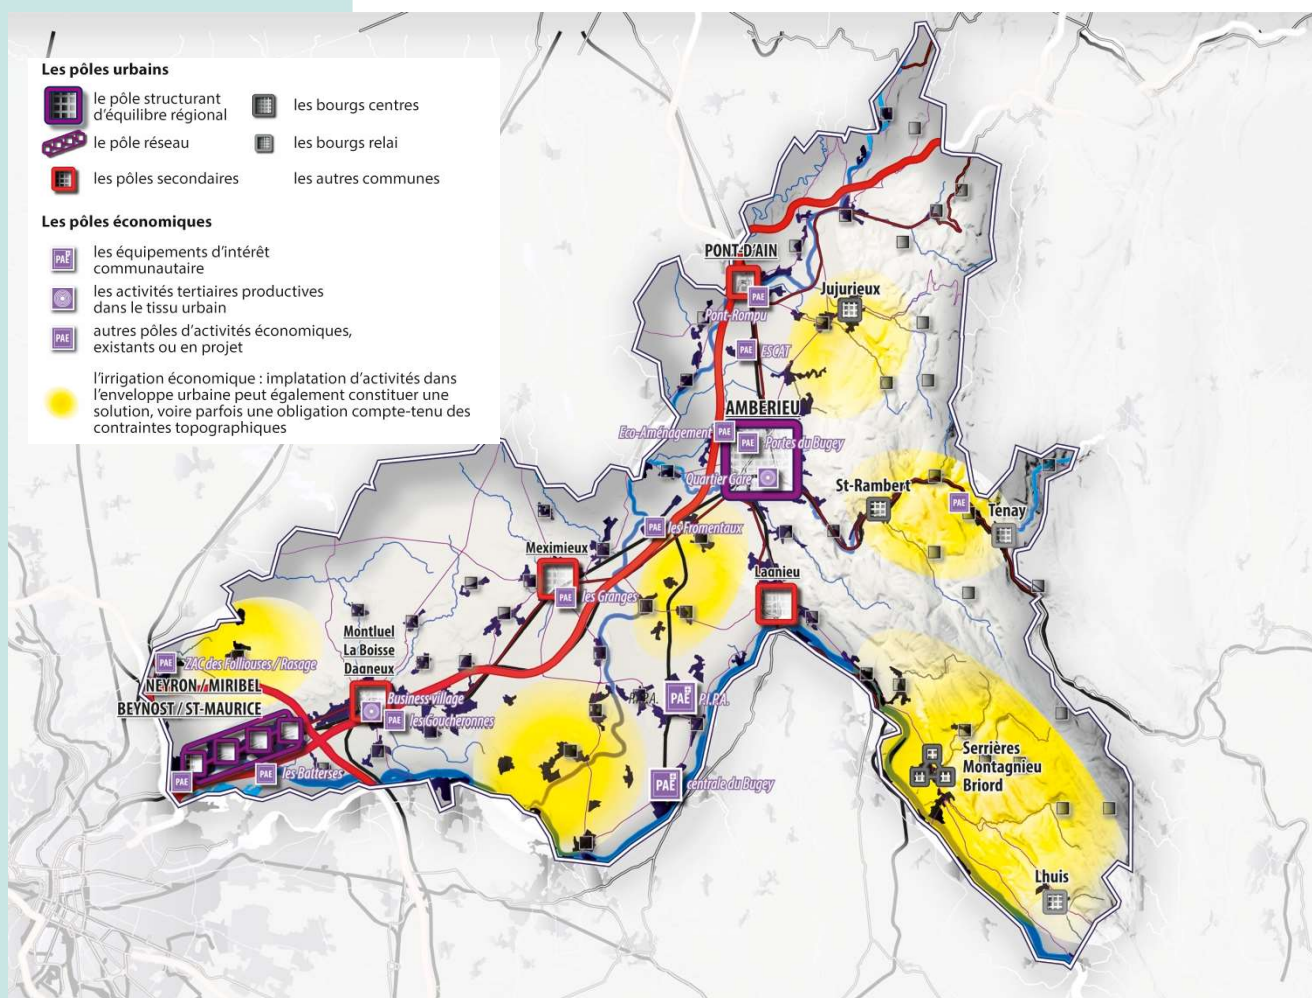 Les pôles urbains
le pôle structurant
d'équilibre régional
les bourgs centres
le pôle réseau
les bourgs relai
les pôles secondaires
les autres communes
Les pôles économiques
PAE
les équipements d'intérêt
communautaire
les activités tertiaires productives
dans le tissu urbain
PAE
autres pôles d'activités économiques,
existants ou en projet
l'irrigation économique : implatation d'activités dans
l'enveloppe urbaine peut également constituer une
solution, voire parfois une obligation compte-tenu des
contraintes topographiques
PONT-D'AIN
PAE
Pont-Rompu
Jujurieux
PAE
ESCAT
AMBERIEU
Eco-Aménagement
PAE
PAE
Portes du Bugey
Quartier Gare
St-Rambert
PAE
Tenay
PAE
les Fromentaux
Meximieux
PAE
les Granges
Lagnieu
Montluel
La Boisse
Dagneux
PAE
ZAC des Folliouses / Rasage
NEYRON / MIRIBEL
BEYNOST / ST-MAURICE
Business village
PAE
les Goucheronnes
P.I.P.A.
PAE
P.I.P.A.
PAE
PAE
les Batterses
PAE
centrale du Bugey
Serrières
Montagnieu
Briord
Lhuis